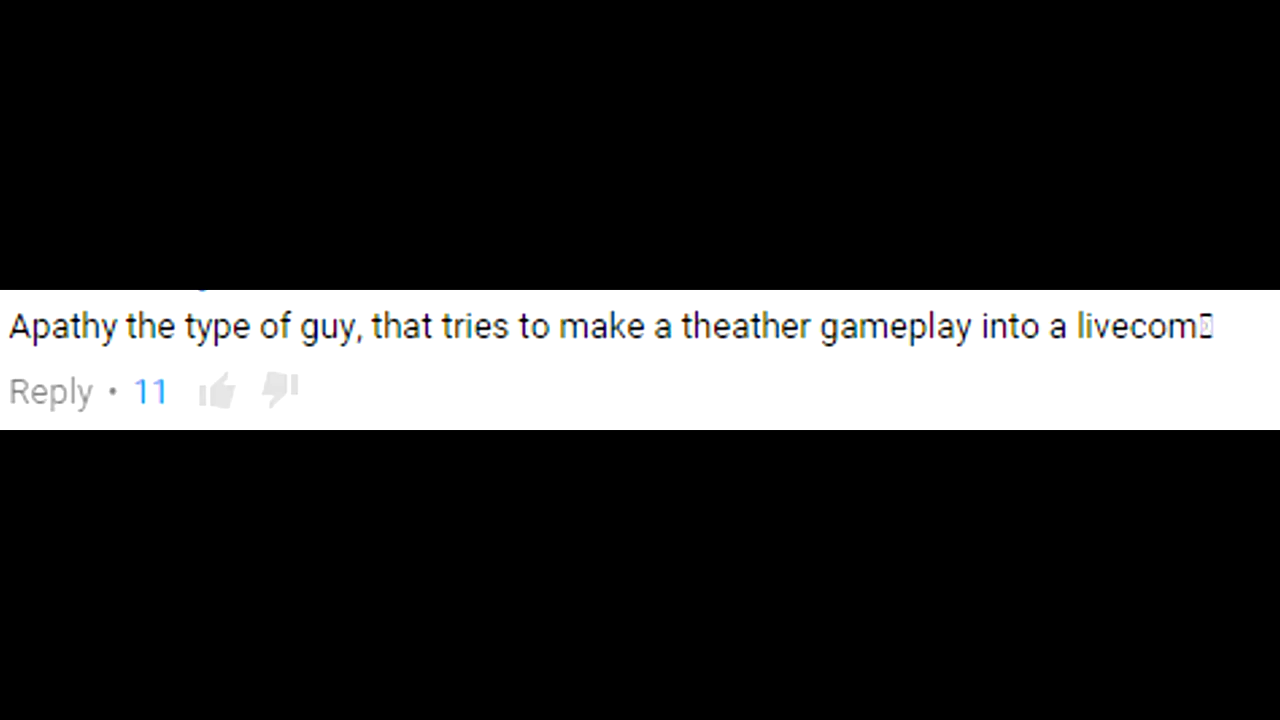 Apathy the type of guy, that tries to make a theather gameplay into a livecom
Reply • 11